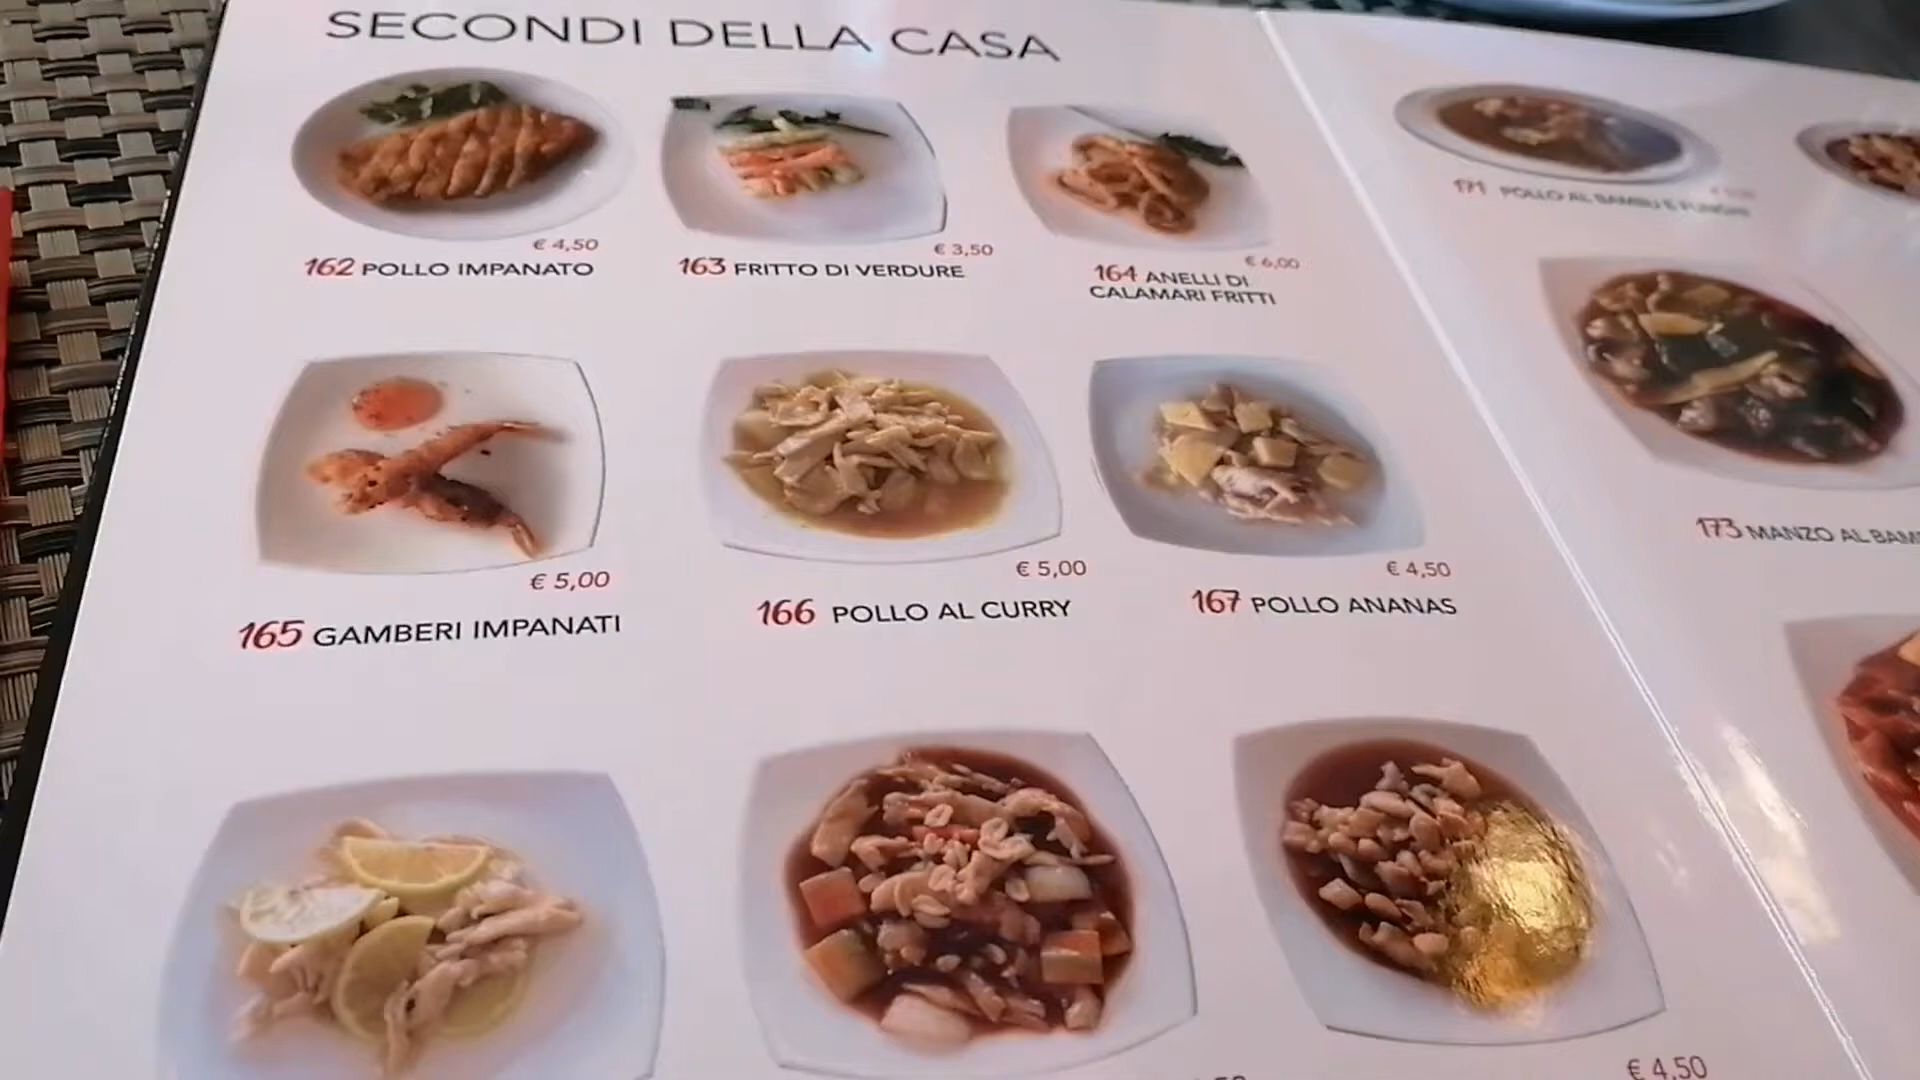 SECONDI DELLA CASA
€ 4,50
162 POLLO IMPANATO
€ 3,50
163 FRITTO DI VERDURE
€ 6,00
164 ANELLI DI
CALAMARI FRITTI
171 POLLO AL BAMBU E FUNGHI
€ 5,00
165 GAMBERI IMPANATI
€ 5,00
166 POLLO AL CURRY
€ 4,50
167 POLLO ANANAS
173 MANZO AL BAM
€ 4,50